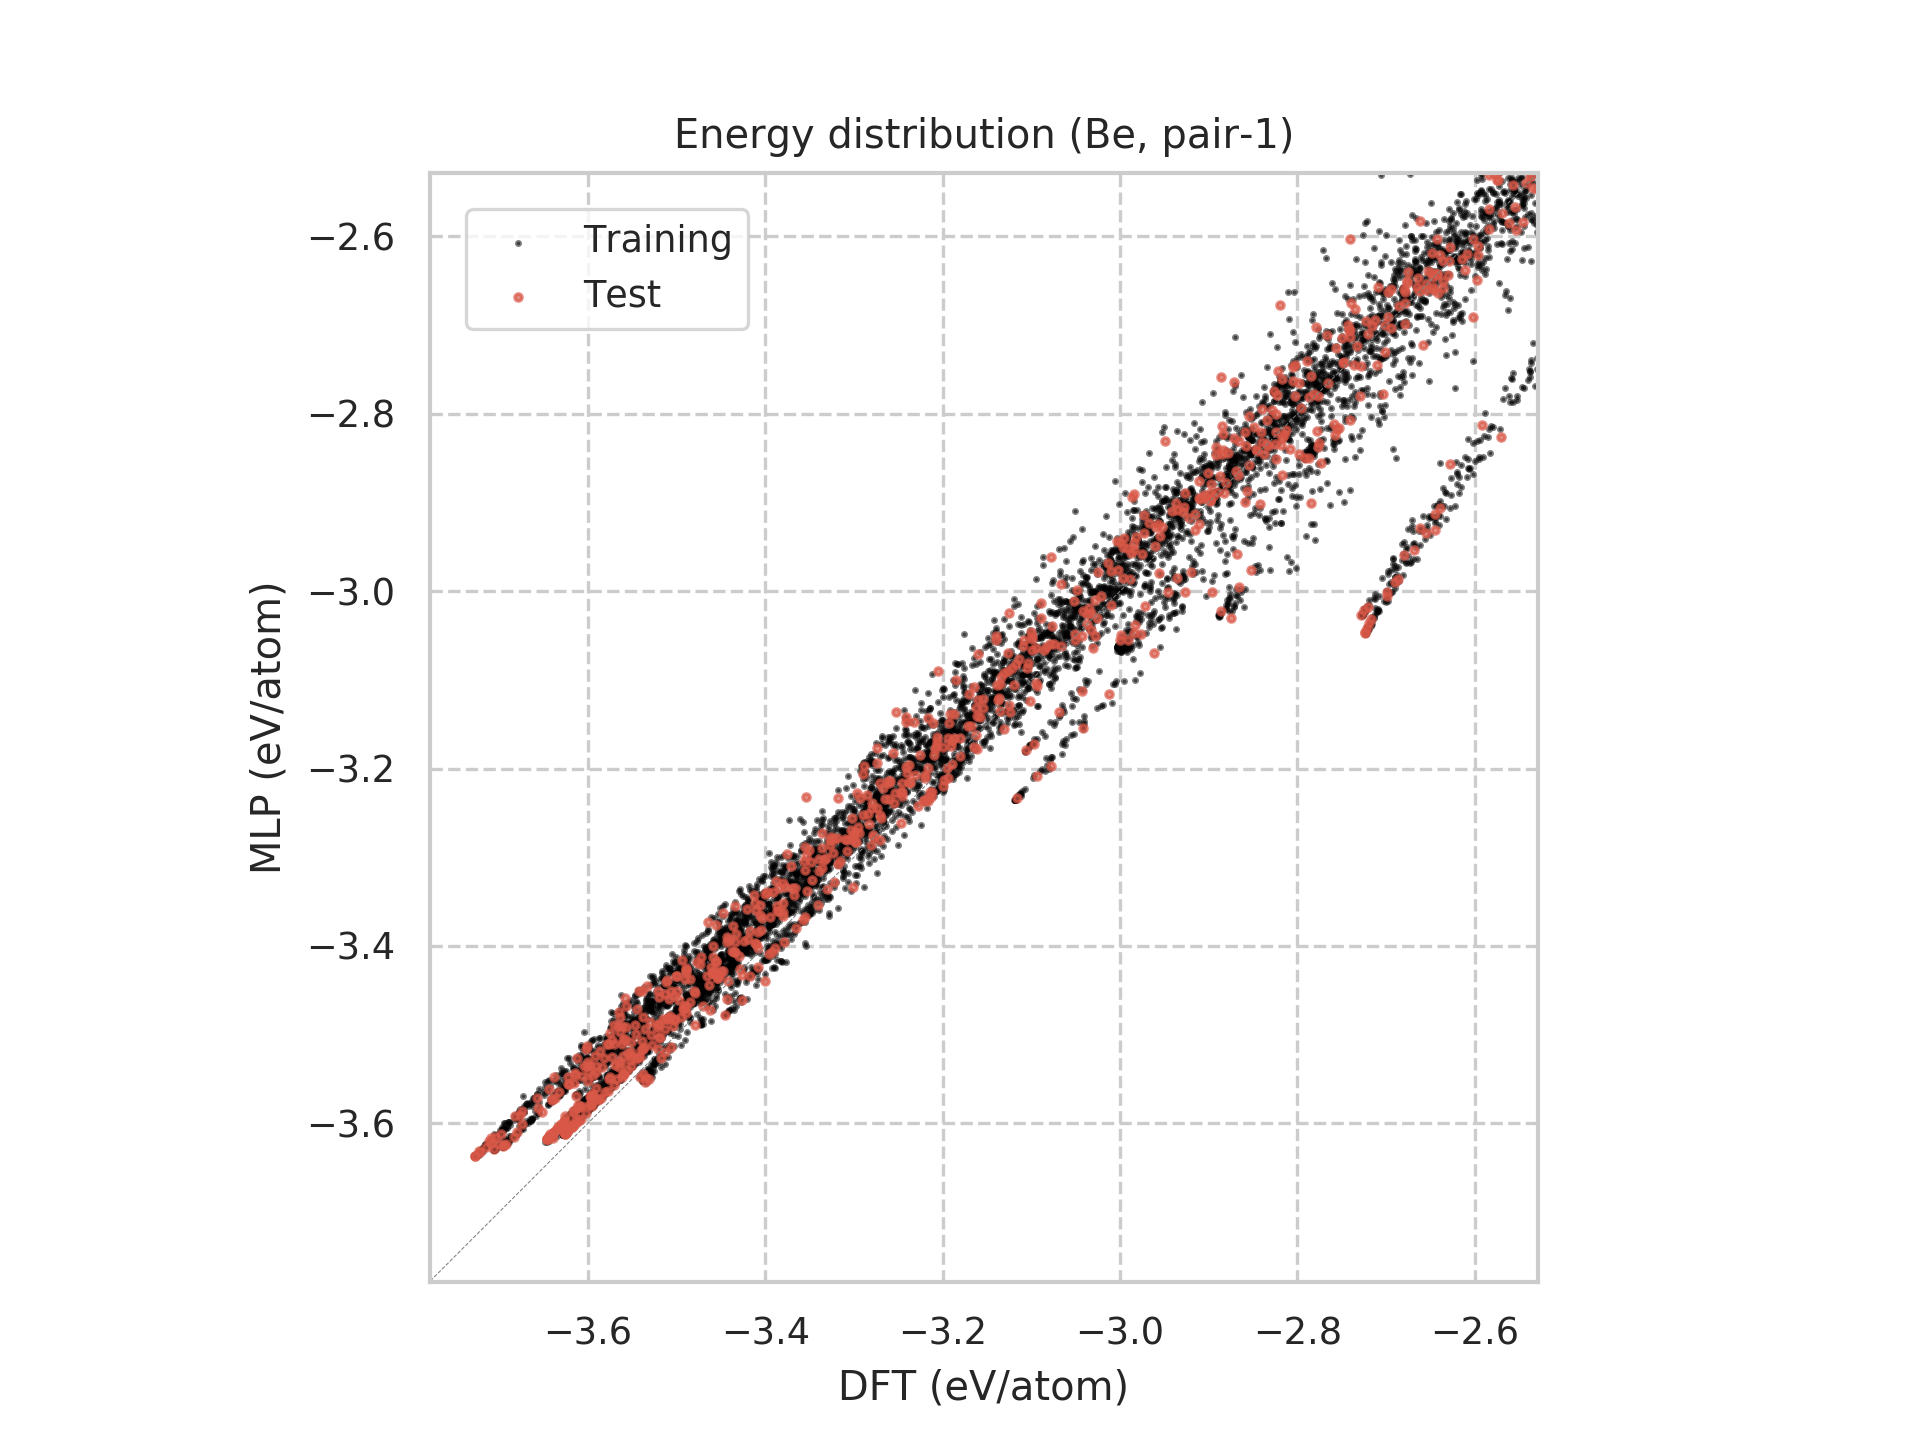 Energy distribution (Be, pair-1)
Training
Test
−2.6
−2.8
−3.0
−3.2
−3.4
−3.6
MLP (eV/atom)
−3.6 −3.4 −3.2 −3.0 −2.8 −2.6
DFT (eV/atom)